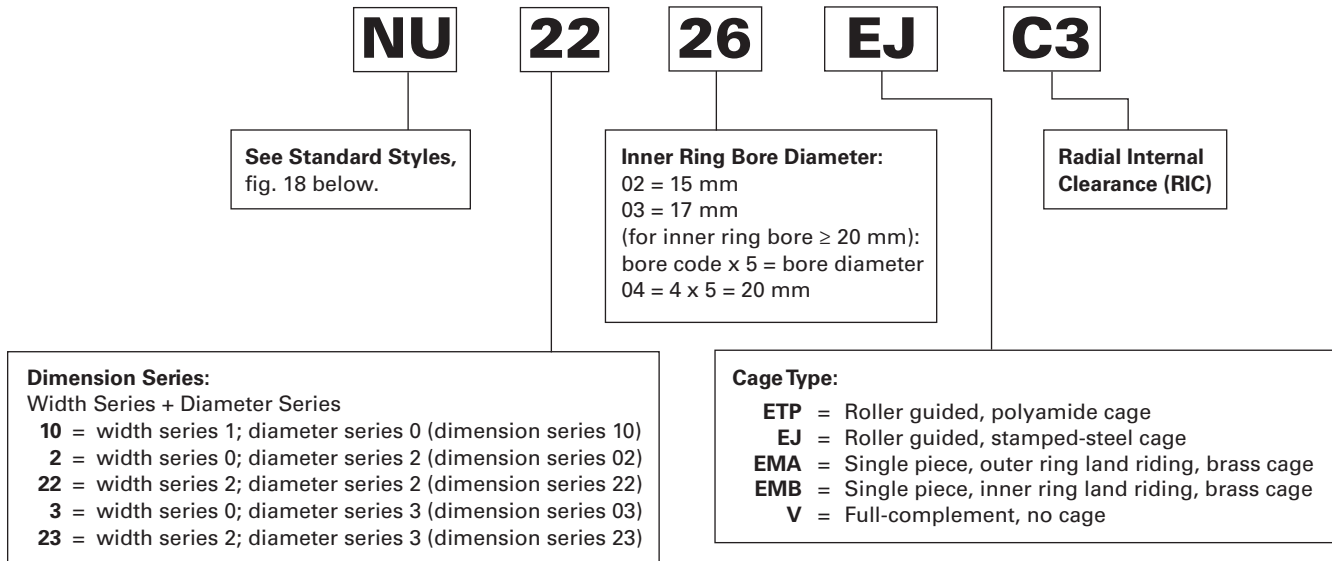 NU 22 26 EJ C3
See Standard Styles,
fig. 18 below.
Inner Ring Bore Diameter:
02 = 15 mm
03 = 17 mm
(for inner ring bore ≥ 20 mm):
bore code x 5 = bore diameter
04 = 4 x 5 = 20 mm
Radial Internal
Clearance (RIC)
Dimension Series:
Width Series + Diameter Series
10 = width series 1; diameter series 0 (dimension series 10)
2 = width series 0; diameter series 2 (dimension series 02)
22 = width series 2; diameter series 2 (dimension series 22)
3 = width series 0; diameter series 3 (dimension series 03)
23 = width series 2; diameter series 3 (dimension series 23)
Cage Type:
ETP = Roller guided, polyamide cage
EJ = Roller guided, stamped-steel cage
EMA = Single piece, outer ring land riding, brass cage
EMB = Single piece, inner ring land riding, brass cage
V = Full-complement, no cage